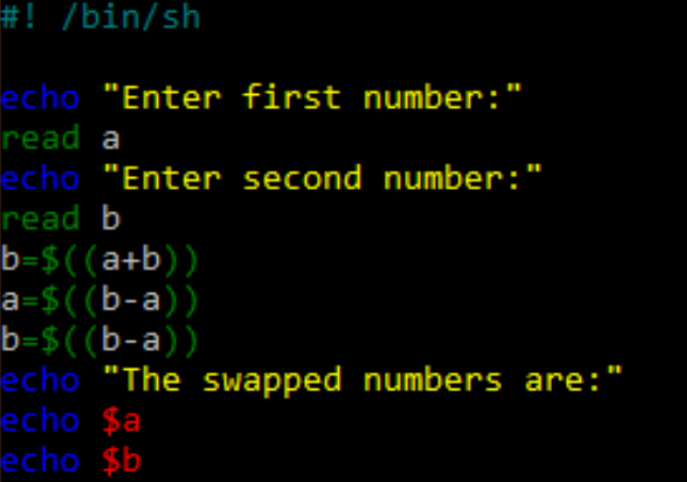 #! /bin/sh
echo "Enter first number:"
read a
echo "Enter second number:"
read b
b=$((a+b))
a=$((b-a))
b=$((b-a))
echo "The swapped numbers are:"
echo $a
echo $b